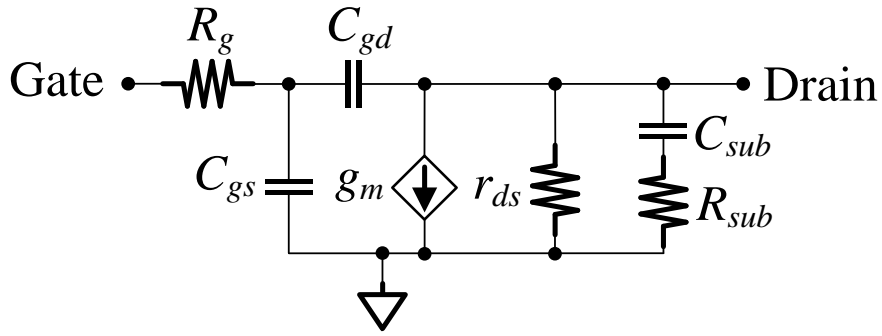 R_g
C_gd
Gate
Drain
C_gs
g_m
r_ds
C_sub
R_sub